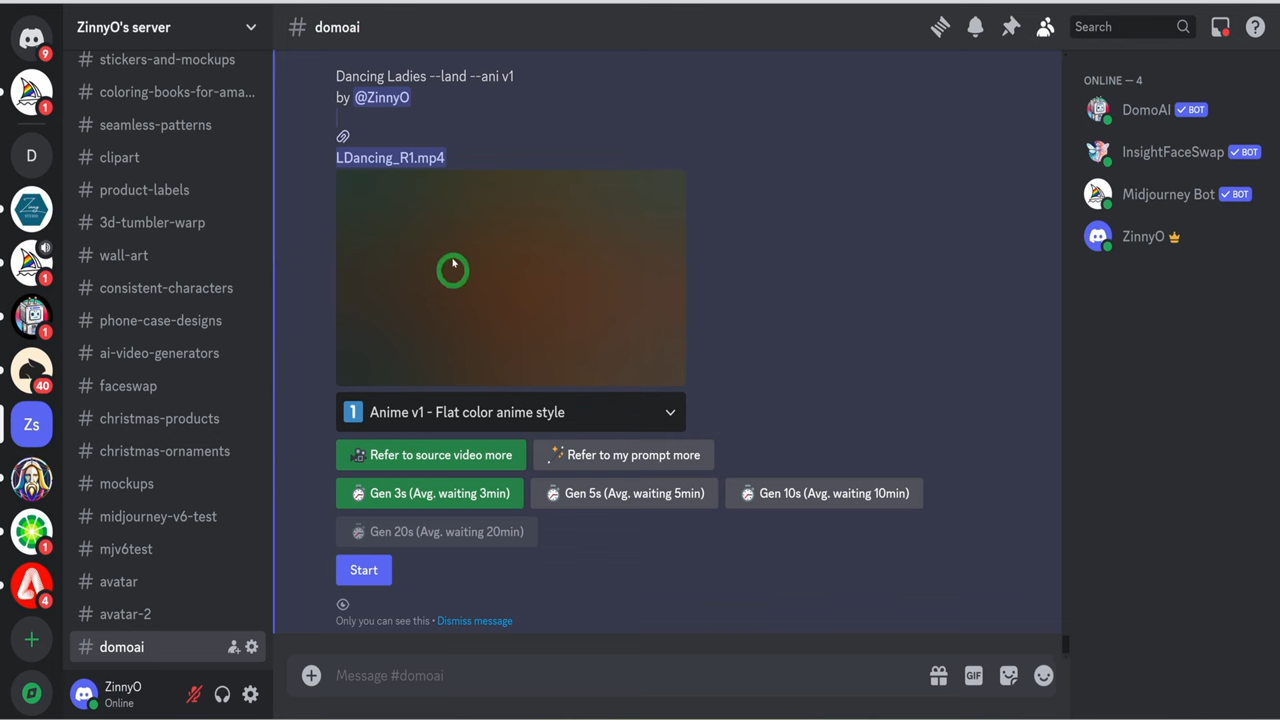 9
1
D
1
1
40
Zs
1
4
ZinnyO's server
stickers-and-mockups
coloring-books-for-ama...
seamless-patterns
clipart
product-labels
3d-tumbler-warp
wall-art
consistent-characters
phone-case-designs
ai-video-generators
faceswap
christmas-products
christmas-ornaments
mockups
midjourney-v6-test
mjv6test
avatar
avatar-2
domoai
ZinnyO
Online
# domoai
Search
Dancing Ladies --land --ani v1
by @ZinnyO
LDancing_R1.mp4
1 Anime v1 - Flat color anime style
Refer to source video more
Refer to my prompt more
Gen 3s (Avg. waiting 3min)
Gen 5s (Avg. waiting 5min)
Gen 10s (Avg. waiting 10min)
Gen 20s (Avg. waiting 20min)
Start
Only you can see this • Dismiss message
Message #domoai
GIF
ONLINE — 4
DomoAI ✓ BOT
InsightFaceSwap ✓ BOT
Midjourney Bot ✓ BOT
ZinnyO